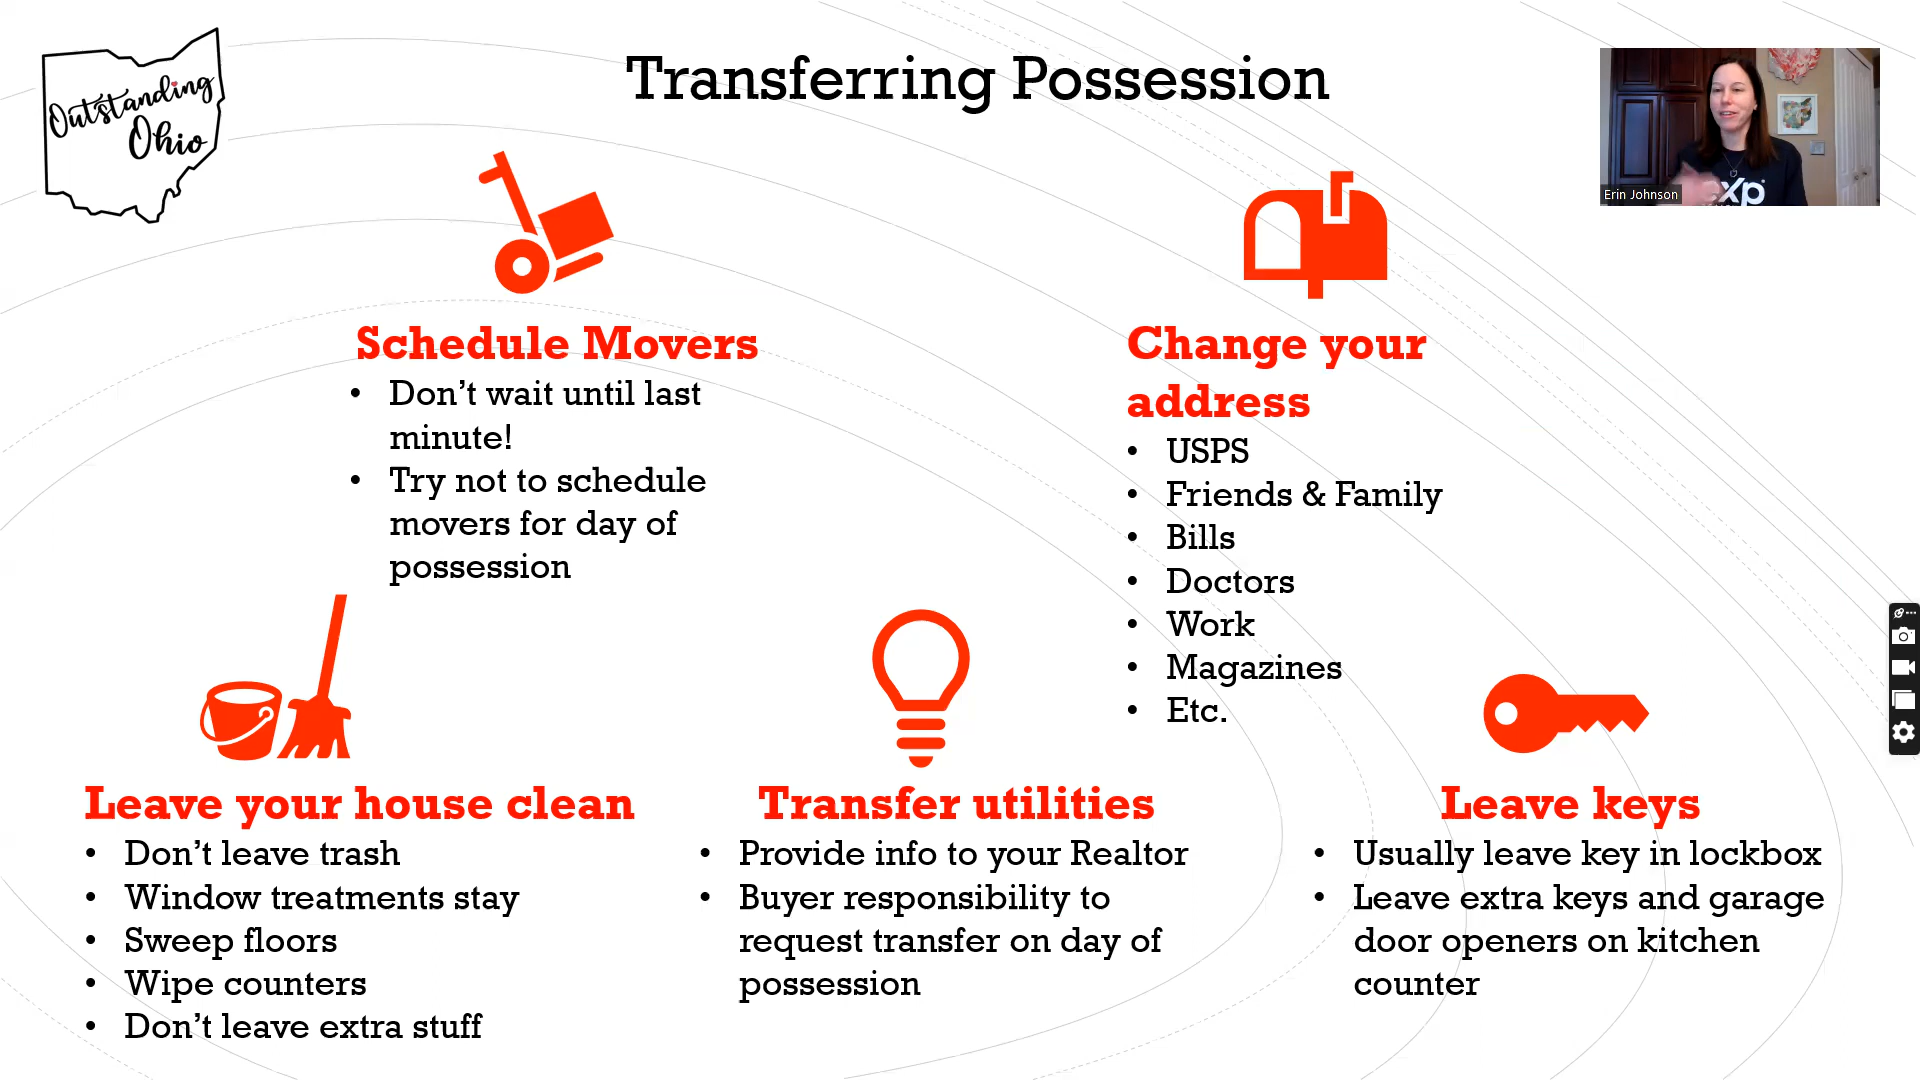 Outstanding
Ohio
Transferring Possession
Erin Johnson
xp
Schedule Movers
• Don’t wait until last
minute!
• Try not to schedule
movers for day of
possession
Change your
address
• USPS
• Friends & Family
• Bills
• Doctors
• Work
• Magazines
• Etc.
Leave your house clean
• Don’t leave trash
• Window treatments stay
• Sweep floors
• Wipe counters
• Don’t leave extra stuff
Transfer utilities
• Provide info to your Realtor
• Buyer responsibility to
request transfer on day of
possession
Leave keys
• Usually leave key in lockbox
• Leave extra keys and garage
door openers on kitchen
counter